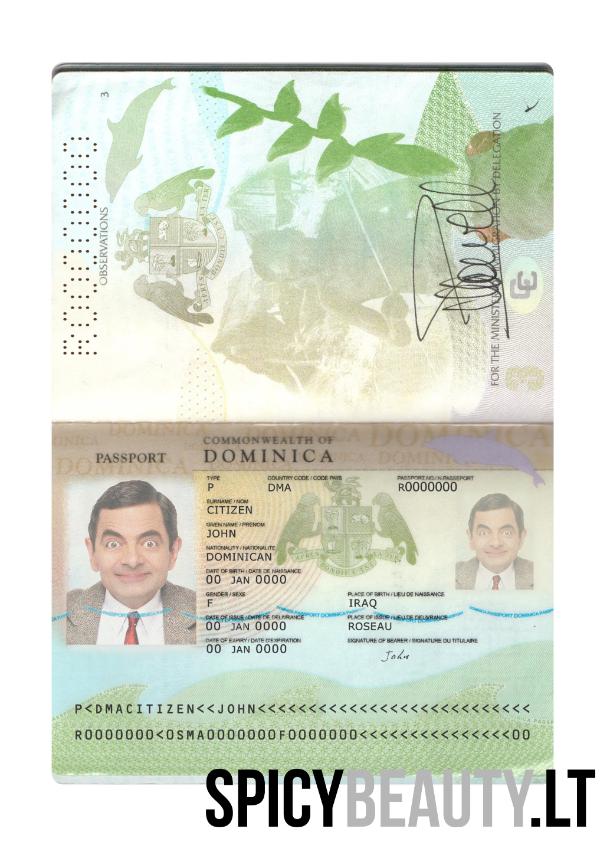 3
OBSERVATIONS
R0000000
FOR THE MINISTER
BY DELEGATION
3
DOMINICA DOMINICA
DOMINICA
PASSPORT
COMMONWEALTH OF
DOMINICA
TYPE
COUNTRY CODE / CODE PAYS
PASSPORT NO./N.PASSEPORT
P
DMA
R0000000
SURNAME / NOM
CITIZEN
GIVEN NAME / PRENOM
JOHN
NATIONALITY / NATIONALITE
DOMINICAN
DATE OF BIRTH / DATE DE NAISSANCE
00 JAN 0000
GENDER / SEXE
PLACE OF BIRTH / LIEU DE NAISSANCE
F
IRAQ
DATE OF ISSUE / DATE DE DELIVRANCE
PLACE OF ISSUE / LIEU DE DELIVRANCE
00 JAN 0000
ROSEAU
DATE OF EXPIRY / DATE D'EXPIRATION
SIGNATURE OF BEARER / SIGNATURE DU TITULAIRE
00 JAN 0000
John
P<DMACITIZEN<<JOHN<<<<<<<<<<<<<<<<<<<<<<<<<<
R0000000<0SMA0000000F0000000<<<<<<<<<<<<<<00
SPICYBEAUTY.LT